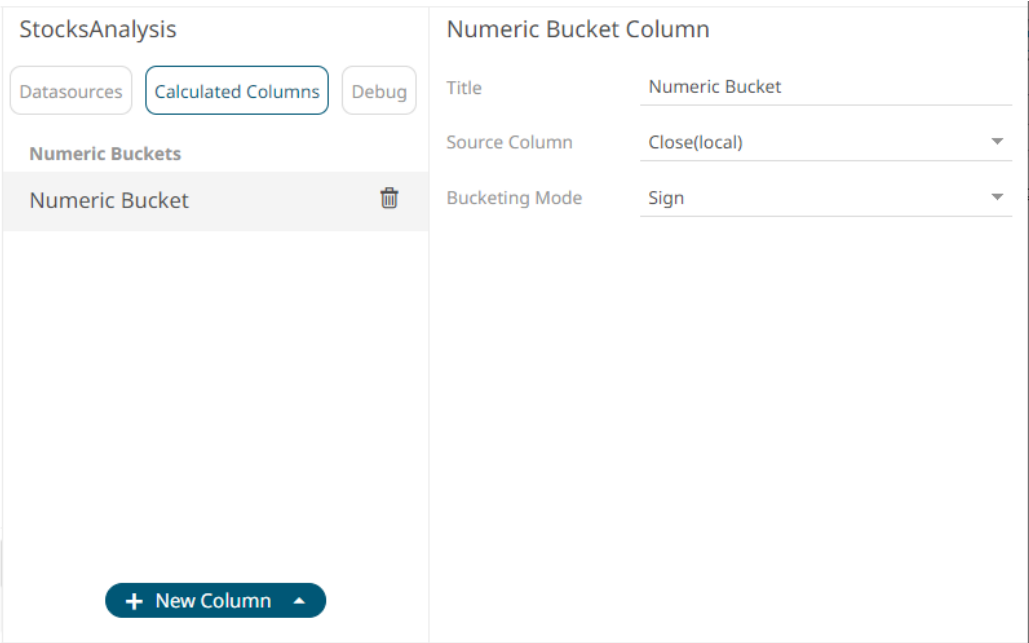 StocksAnalysis
Datasources
Calculated Columns
Debug
Numeric Buckets
Numeric Bucket
New Column
Numeric Bucket Column
Title Numeric Bucket
Source Column Close(local)
Bucketing Mode Sign